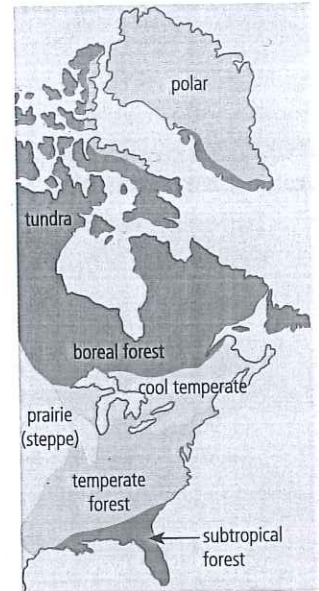 polar
tundra
boreal forest
cool temperate
prairie
(steppe)
temperate
forest
subtropical
forest